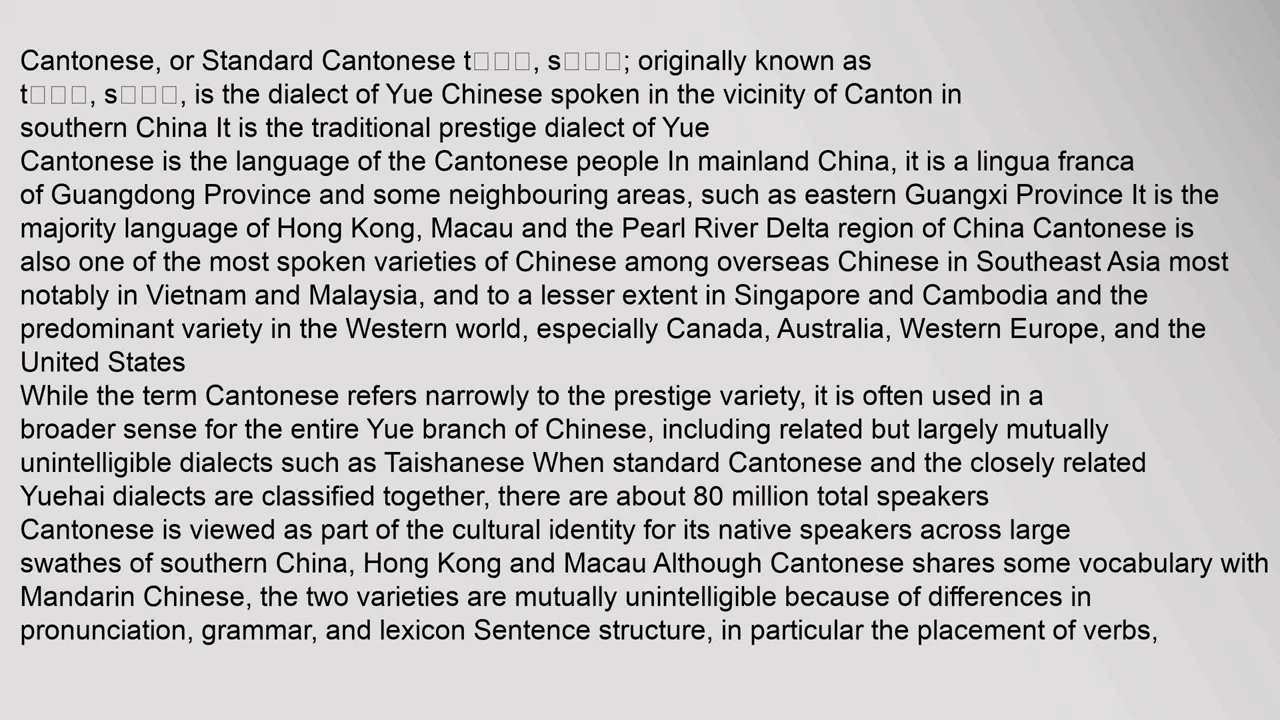 Cantonese, or Standard Cantonese t□□□, s□□□; originally known as
t□□□, s□□□, is the dialect of Yue Chinese spoken in the vicinity of Canton in
southern China It is the traditional prestige dialect of Yue
Cantonese is the language of the Cantonese people In mainland China, it is a lingua franca
of Guangdong Province and some neighbouring areas, such as eastern Guangxi Province It is the
majority language of Hong Kong, Macau and the Pearl River Delta region of China Cantonese is
also one of the most spoken varieties of Chinese among overseas Chinese in Southeast Asia most
notably in Vietnam and Malaysia, and to a lesser extent in Singapore and Cambodia and the
predominant variety in the Western world, especially Canada, Australia, Western Europe, and the
United States
While the term Cantonese refers narrowly to the prestige variety, it is often used in a
broader sense for the entire Yue branch of Chinese, including related but largely mutually
unintelligible dialects such as Taishanese When standard Cantonese and the closely related
Yuehai dialects are classified together, there are about 80 million total speakers
Cantonese is viewed as part of the cultural identity for its native speakers across large
swathes of southern China, Hong Kong and Macau Although Cantonese shares some vocabulary with
Mandarin Chinese, the two varieties are mutually unintelligible because of differences in
pronunciation, grammar, and lexicon Sentence structure, in particular the placement of verbs,